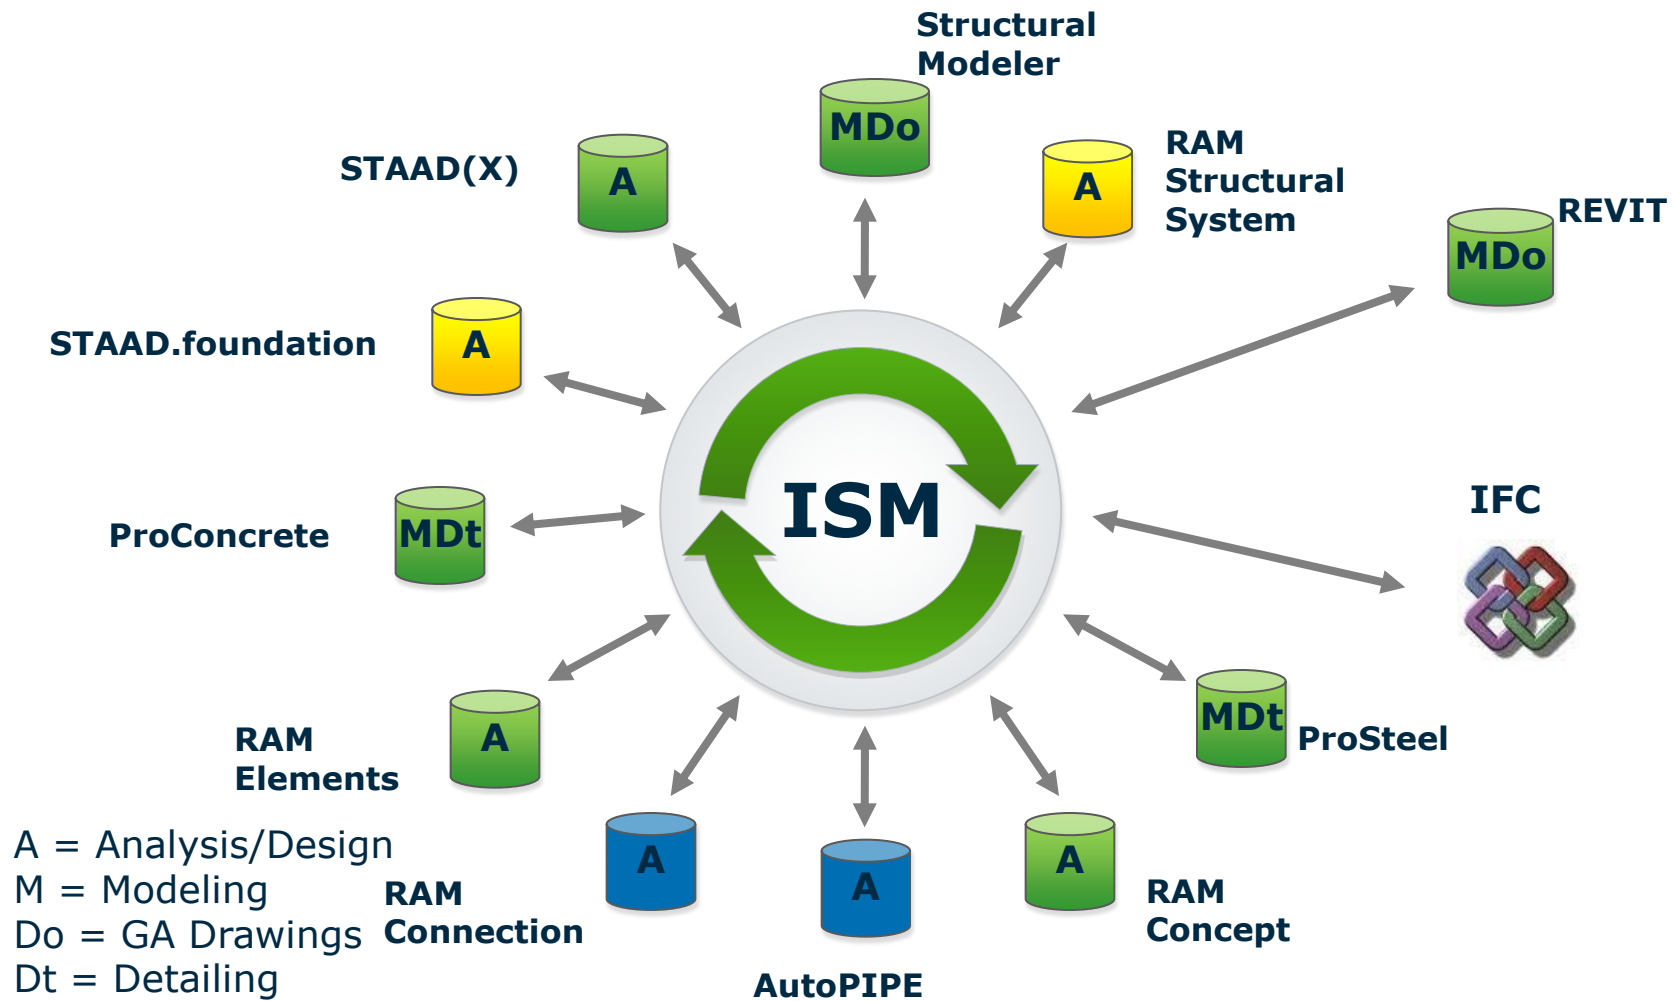 Structural
Modeler
MDo
STAAD(X)
A
RAM
Structural
System
A
REVIT
MDo
STAAD.foundation
A
ISM
IFC
ProConcrete
MDt
MDt
ProSteel
RAM
Elements
A
A = Analysis/Design
M = Modeling
Do = GA Drawings
Dt = Detailing
RAM
Connection
A
A
AutoPIPE
A
RAM
Concept